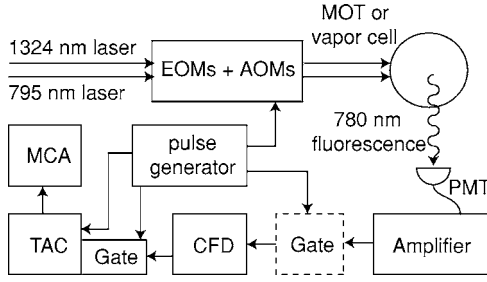 MOT or
vapor cell
1324 nm laser
EOMs + AOMs
795 nm laser
780 nm
fluorescence
MCA
pulse
generator
PMT
TAC
Gate
CFD
Gate
Amplifier